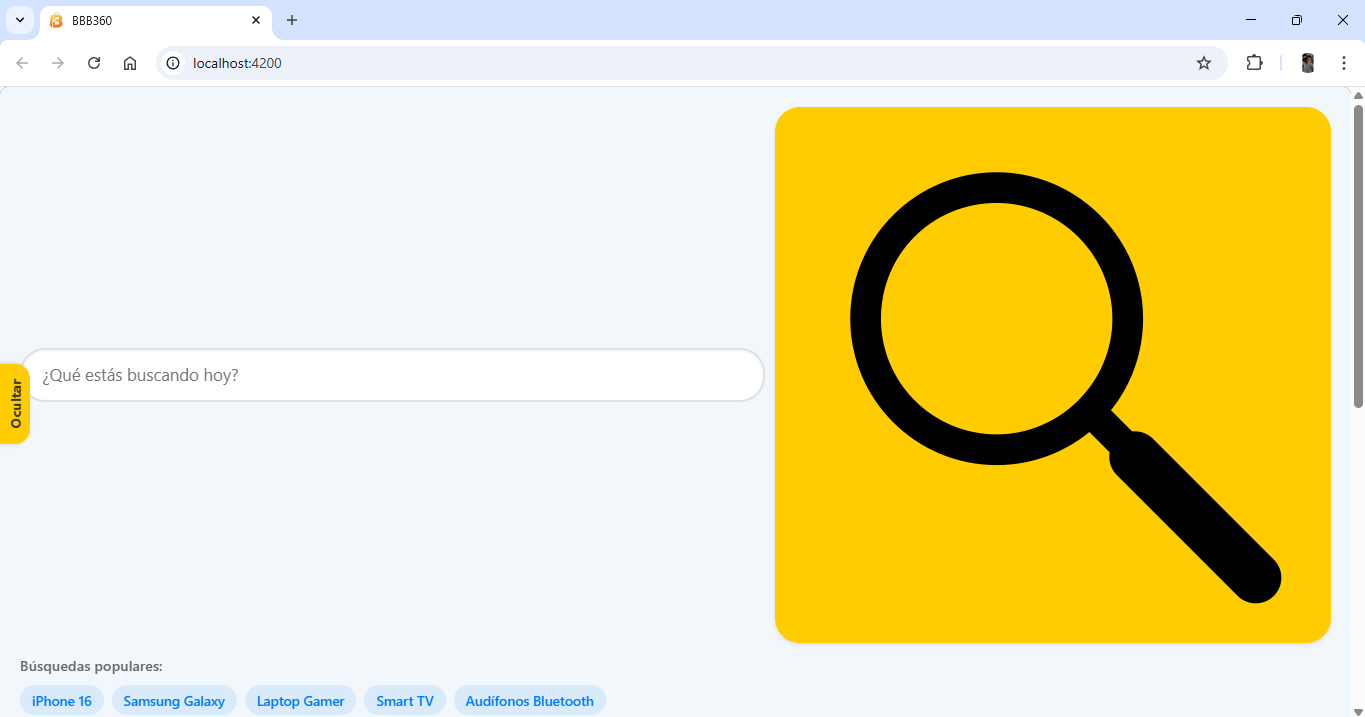 BBB360
localhost:4200
¿Qué estás buscando hoy?
Ocultar
Búsquedas populares:
iPhone 16 Samsung Galaxy Laptop Gamer Smart TV Audífonos Bluetooth